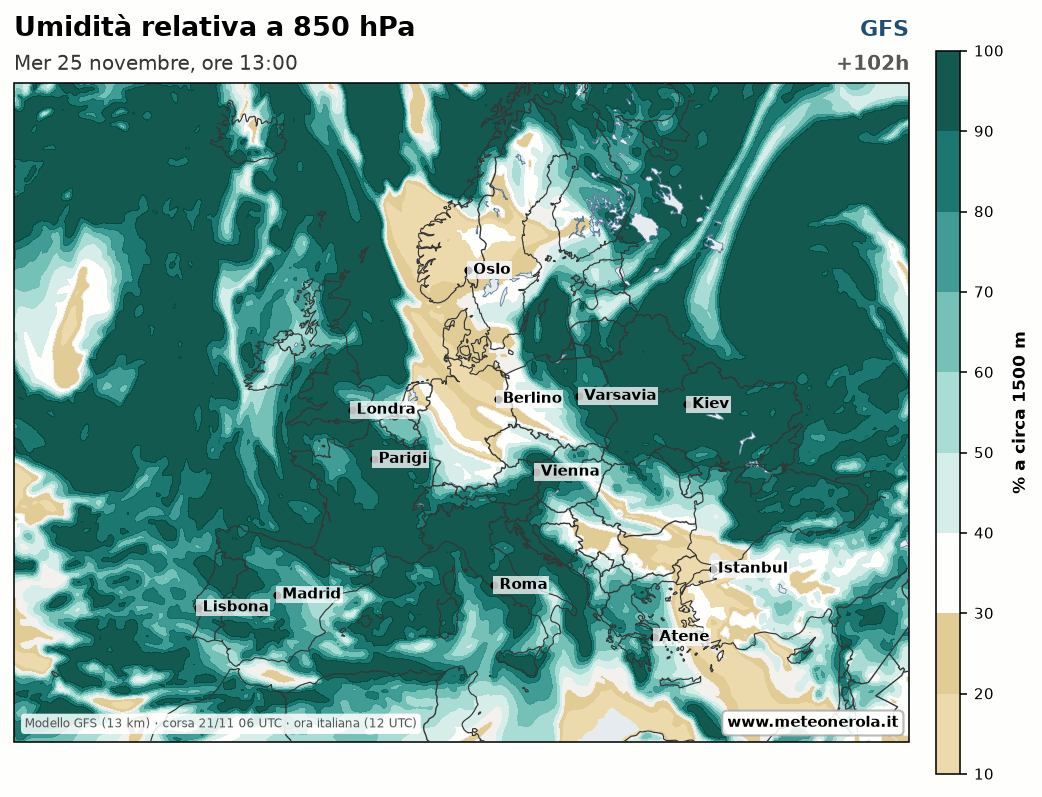 Umidità relativa a 850 hPa
GFS
Mer 25 novembre, ore 13:00
+102h
100
90
80
70
60
50
40
30
20
10
% a circa 1500 m
Oslo
Berlino
Varsavia
Kiev
Londra
Parigi
Vienna
Istanbul
Roma
Madrid
Lisbona
Atene
Modello GFS (13 km) · corsa 21/11 06 UTC · ora italiana (12 UTC)
www.meteonerola.it